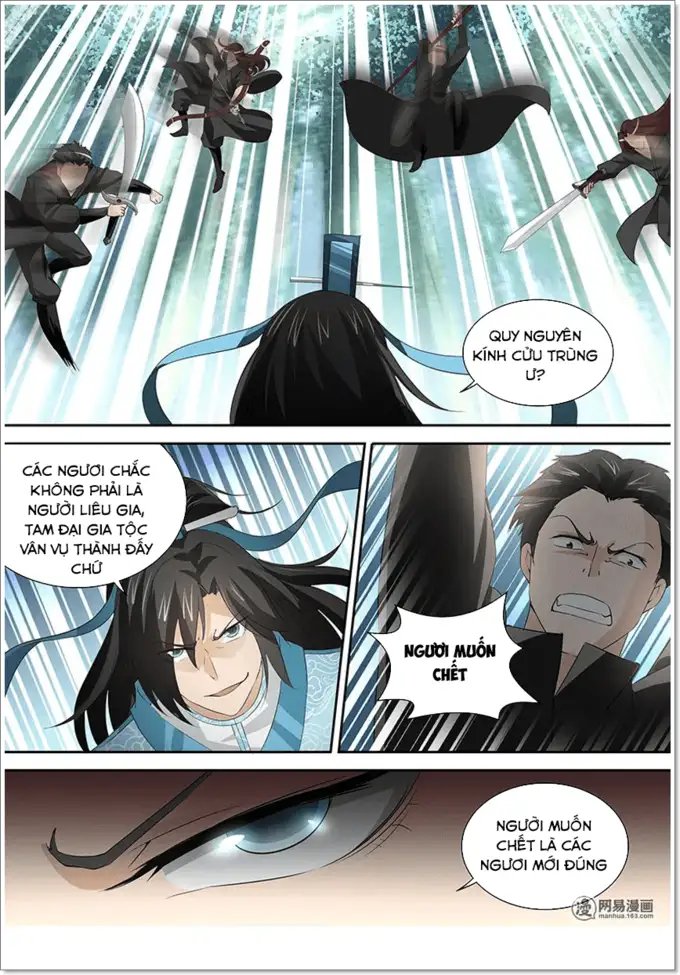 QUY NGUYÊN
KÍNH CỬU TRÙNG
Ư?
CÁC NGƯƠI CHẮC
KHÔNG PHẢI LÀ
NGƯỜI LIÊU GIA,
TAM ĐẠI GIA TỘC
VÂN VỤ THÀNH ĐẤY
CHỨ
NGƯƠI MUỐN
CHẾT
NGƯỜI MUỐN
CHẾT LÀ CÁC
NGƯƠI MỚI ĐÚNG
网易漫画
manhua.163.com